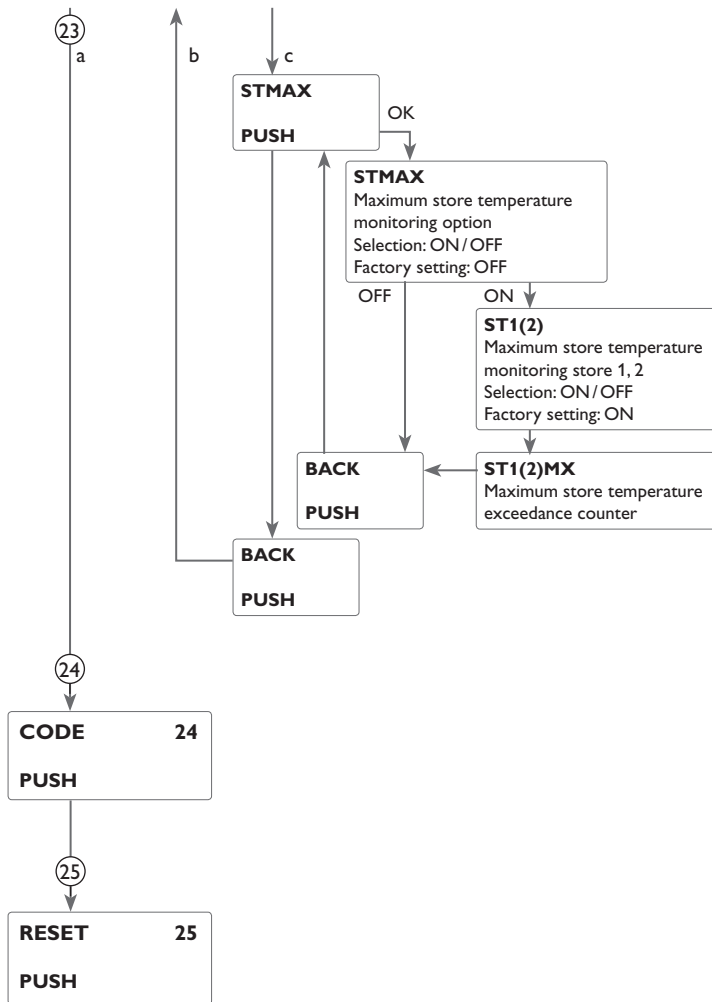 23
a
b
c
STMAX
PUSH
OK
STMAX
Maximum store temperature
monitoring option
Selection: ON / OFF
Factory setting: OFF
OFF
ON
ST1(2)
Maximum store temperature
monitoring store 1, 2
Selection: ON / OFF
Factory setting: ON
BACK
PUSH
ST1(2)MX
Maximum store temperature
exceedance counter
BACK
PUSH
24
CODE 24
PUSH
25
RESET 25
PUSH